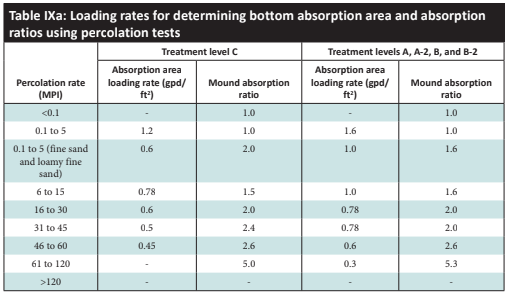 Table IXa: Loading rates for determining bottom absorption area and absorption
ratios using percolation tests
Treatment level C Treatment levels A, A-2, B, and B-2
Percolation rate (MPI) Absorption area loading rate (gpd/ft²) Mound absorption ratio Absorption area loading rate (gpd/ft²) Mound absorption ratio
<0.1 - 1.0 - 1.0
0.1 to 5 1.2 1.0 1.6 1.0
0.1 to 5 (fine sand and loamy fine sand) 0.6 2.0 1.0 1.6
6 to 15 0.78 1.5 1.0 1.6
16 to 30 0.6 2.0 0.78 2.0
31 to 45 0.5 2.4 0.78 2.0
46 to 60 0.45 2.6 0.6 2.6
61 to 120 - 5.0 0.3 5.3
>120 - - - -